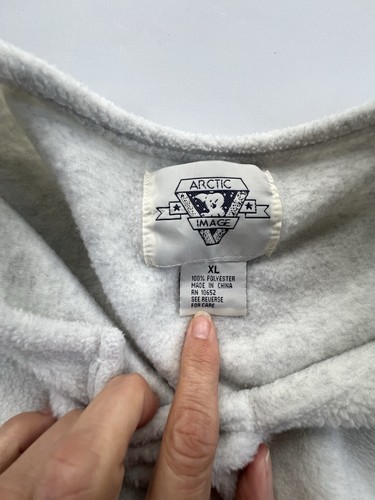 ARCTIC
IMAGE
XL
100% POLYESTER
MADE IN CHINA
RN 10652
SEE REVERSE
FOR CARE